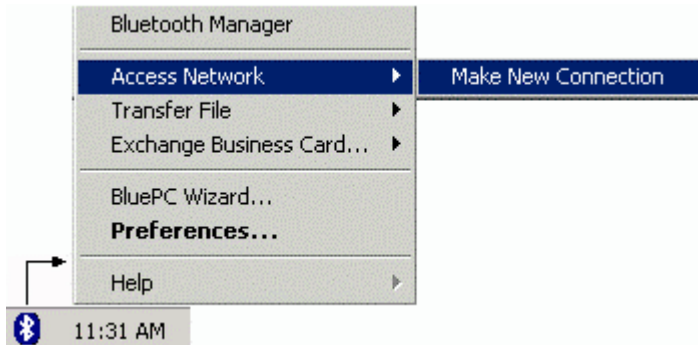 Bluetooth Manager
Access Network
Make New Connection
Transfer File
Exchange Business Card...
BluePC Wizard...
Preferences...
Help
11:31 AM